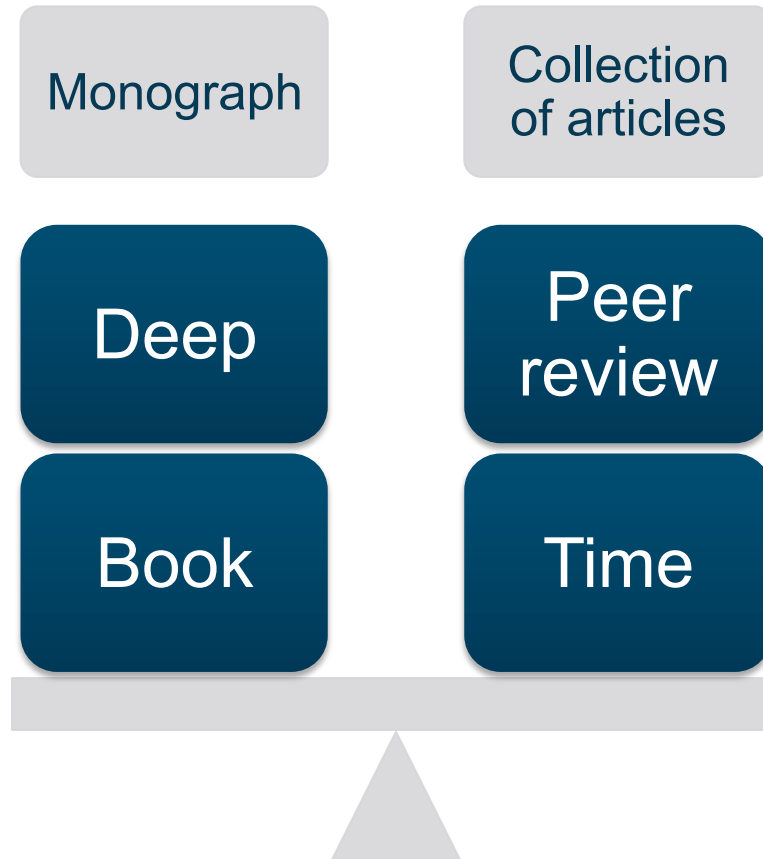 Monograph
Collection
of articles
Deep
Peer
review
Book
Time